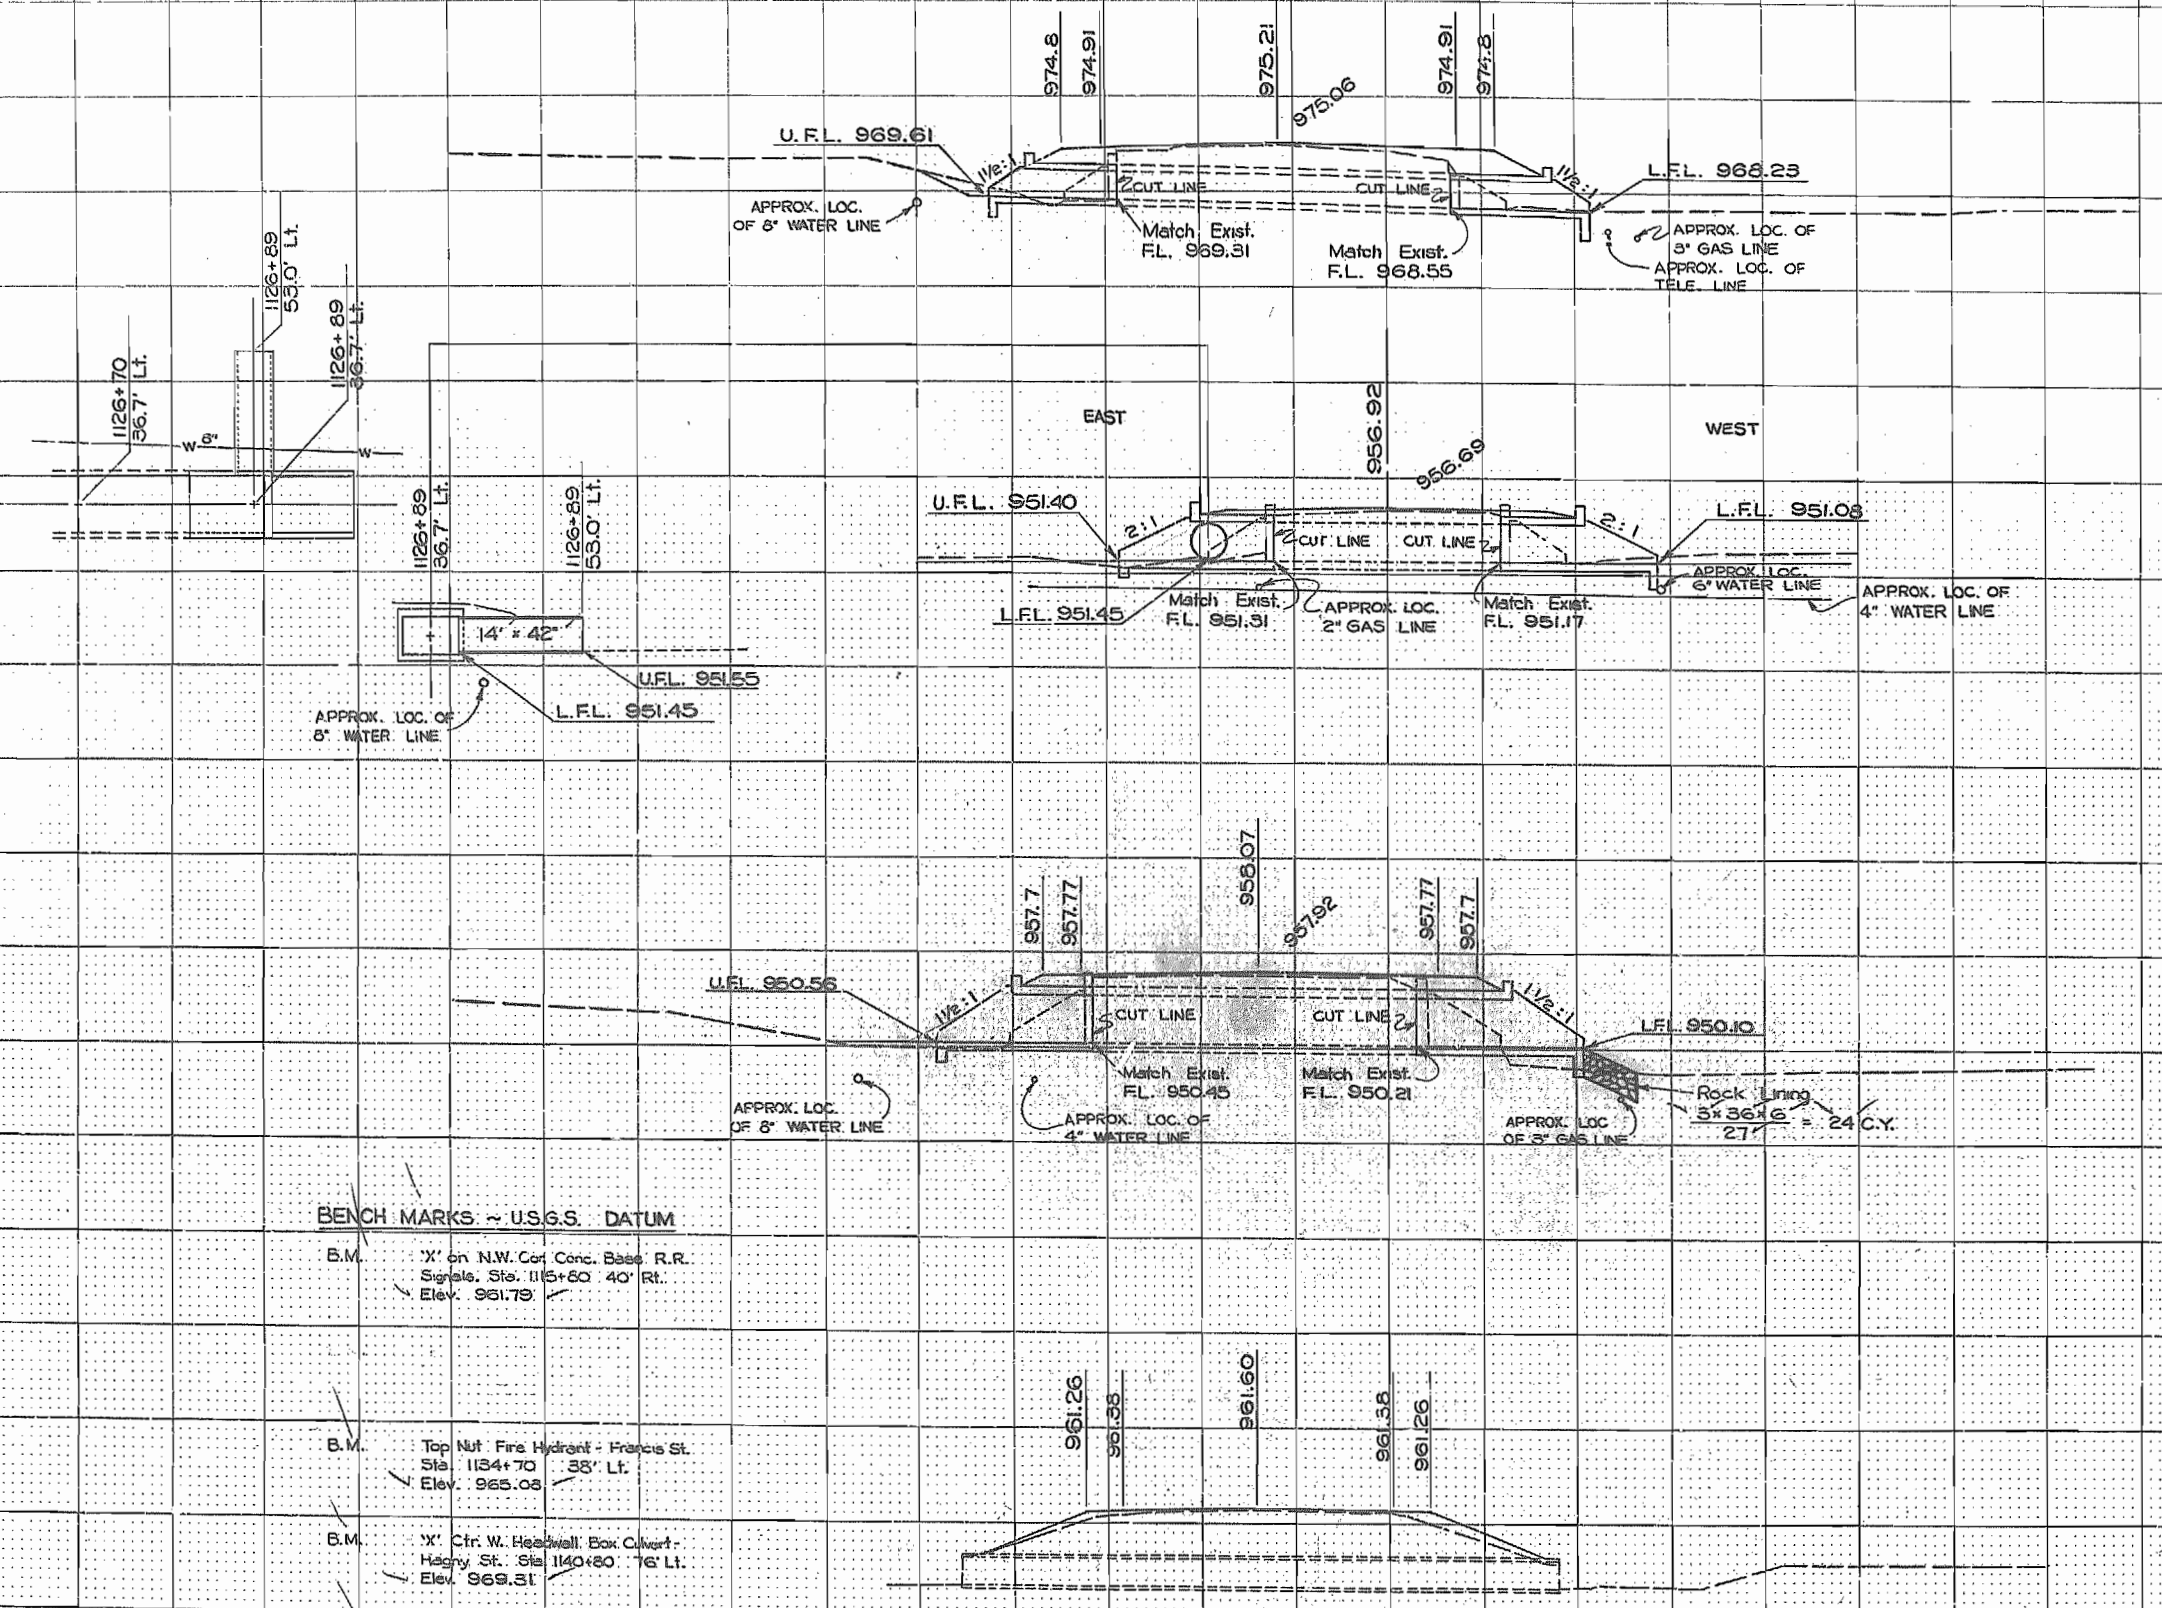 974.8
974.91
975.21
975.06
974.91
974.8
U.F.L. 969.61
1½:1
1½:1
L.F.L. 968.23
CUT LINE
CUT LINE
APPROX. LOC.
OF 8" WATER LINE
Match Exist.
F.L. 969.31
Match Exist.
F.L. 968.55
APPROX. LOC. OF
3" GAS LINE
APPROX. LOC. OF
TELE. LINE
1126+89
53.0' Lt.
1126+89
36.7' Lt.
1126+70
36.7' Lt.
W 8"
W
EAST
956.92
WEST
956.69
U.F.L. 951.40
2:1
2:1
L.F.L. 951.08
CUT LINE
CUT LINE
1126+89
36.7' Lt.
1126+89
53.0' Lt.
APPROX. LOC.
6" WATER LINE
APPROX. LOC. OF
4" WATER LINE
L.F.L. 951.45
Match Exist.
F.L. 951.31
APPROX. LOC.
2" GAS LINE
Match Exist.
F.L. 951.17
14' x 42"
U.F.L. 951.55
L.F.L. 951.45
APPROX. LOC. OF
8" WATER LINE
957.7
957.77
958.07
957.92
957.77
957.7
U.F.L. 950.56
1½:1
1½:1
L.F.L. 950.10
CUT LINE
CUT LINE
Match Exist.
F.L. 950.45
Match Exist.
F.L. 950.21
APPROX. LOC.
OF 8" WATER LINE
APPROX. LOC. OF
4" WATER LINE
APPROX. LOC
OF 3" GAS LINE
Rock Lining
3x36x6
27 = 24 C.Y.
BENCH MARKS ~ U.S.G.S. DATUM
B.M. 'X' on N.W. Cor. Conc. Base R.R.
Signals. Sta. 1115+80 40' Rt.
Elev. 961.79
961.26
961.38
961.60
961.38
961.26
B.M. Top Nut Fire Hydrant - Francis St.
Sta. 1134+70 38' Lt.
Elev. 965.08
B.M. 'X' Ctr. W. Headwall Box Culvert -
Hagny St. Sta. 1140+80 76' Lt.
Elev. 969.31